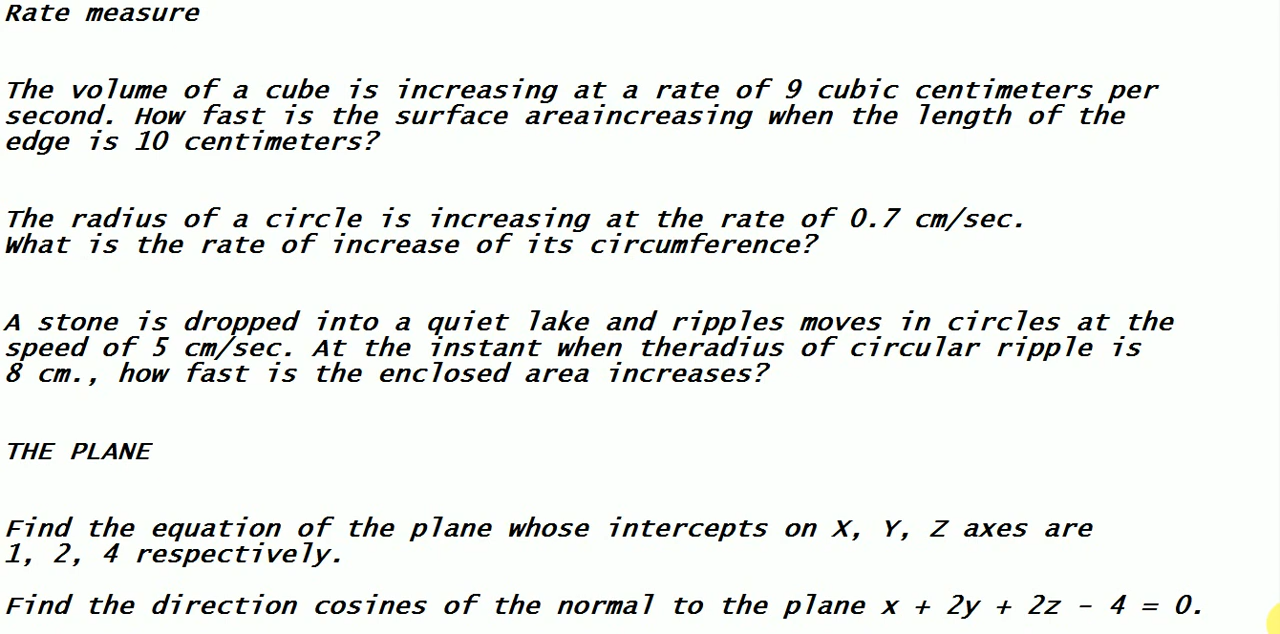 Rate measure
The volume of a cube is increasing at a rate of 9 cubic centimeters per
second. How fast is the surface areaincreasing when the length of the
edge is 10 centimeters?
The radius of a circle is increasing at the rate of 0.7 cm/sec.
What is the rate of increase of its circumference?
A stone is dropped into a quiet lake and ripples moves in circles at the
speed of 5 cm/sec. At the instant when theradius of circular ripple is
8 cm., how fast is the enclosed area increases?
THE PLANE
Find the equation of the plane whose intercepts on X, Y, Z axes are
1, 2, 4 respectively.
Find the direction cosines of the normal to the plane x + 2y + 2z - 4 = 0.